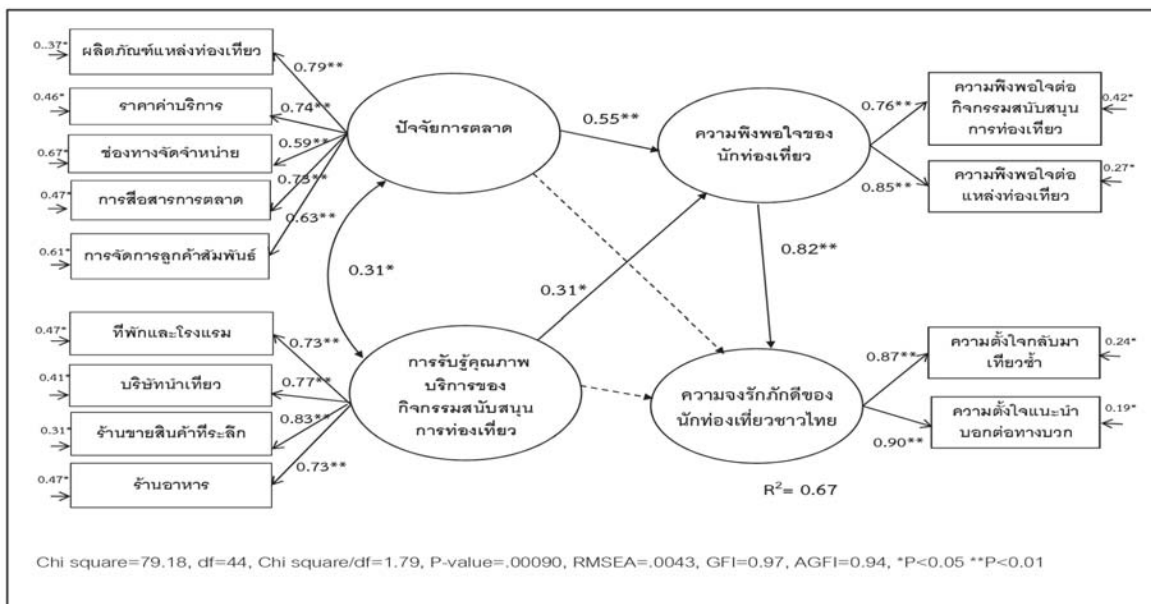 0..37*
ผลิตภัณฑ์แหล่งท่องเที่ยว
0.79**
0.46*
ราคาค่าบริการ
0.74**
0.67*
ช่องทางจัดจำหน่าย
0.59**
0.47*
การสื่อสารการตลาด
0.73**
0.61*
การจัดการลูกค้าสัมพันธ์
0.63**
ปัจจัยการตลาด
0.55**
ความพึงพอใจของ
นักท่องเที่ยว
0.76**
ความพึงพอใจต่อ
กิจกรรมสนับสนุน
การท่องเที่ยว
0.42*
0.85**
ความพึงพอใจต่อ
แหล่งท่องเที่ยว
0.27*
0.31*
0.31*
0.82**
0.47*
ที่พักและโรงแรม
0.73**
0.41*
บริษัทนำเที่ยว
0.77**
0.31*
ร้านขายสินค้าที่ระลึก
0.83**
0.47*
ร้านอาหาร
0.73**
การรับรู้คุณภาพ
บริการของ
กิจกรรมสนับสนุน
การท่องเที่ยว
ความจงรักภักดีของ
นักท่องเที่ยวชาวไทย
0.87**
ความตั้งใจกลับมา
เที่ยวซ้ำ
0.24*
0.90**
ความตั้งใจแนะนำ
บอกต่อทางบวก
0.19*
R²= 0.67
Chi square=79.18, df=44, Chi square/df=1.79, P-value=.00090, RMSEA=.0043, GFI=0.97, AGFI=0.94, *P<0.05 **P<0.01